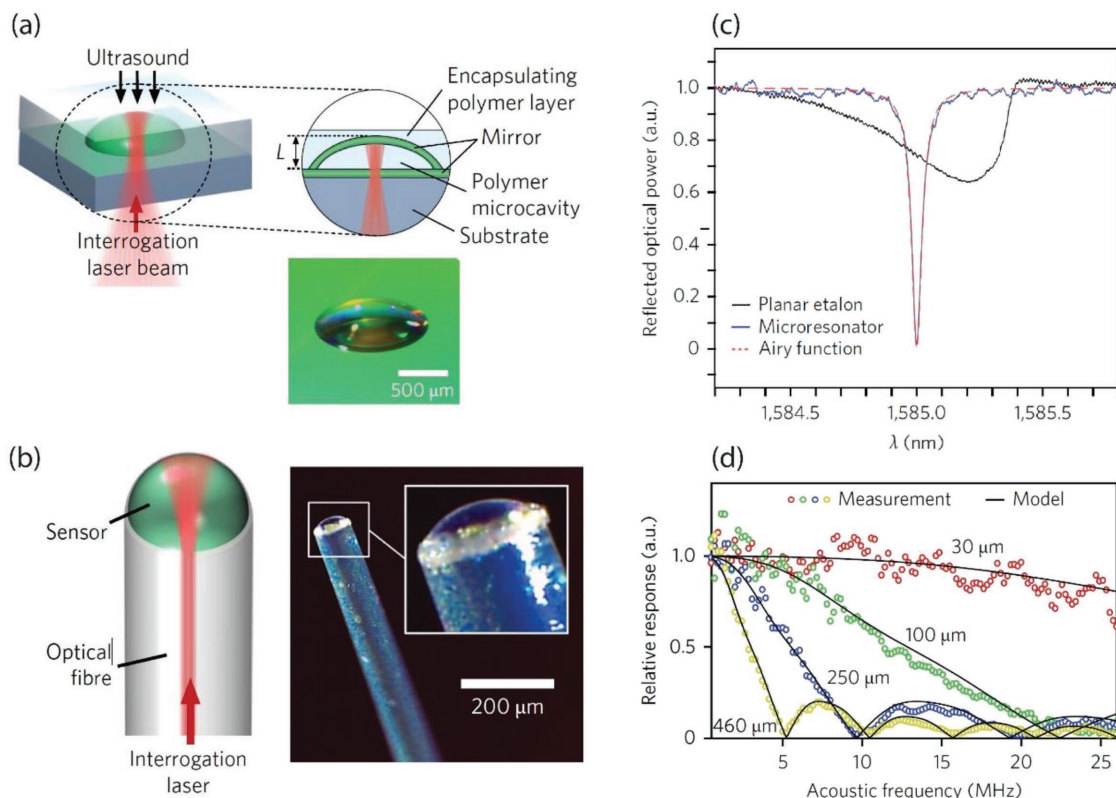 (a)
Ultrasound
L
Encapsulating
polymer layer
Mirror
Polymer
microcavity
Substrate
Interrogation
laser beam
500 μm
(b)
Sensor
Optical
fibre
Interrogation
laser
200 μm
(c)
Reflected optical power (a.u.)
1.0
0.8
0.6
0.4
0.2
0
Planar etalon
Microresonator
Airy function
1,584.5 1,585.0 1,585.5
λ (nm)
(d)
Relative response (a.u.)
1.0
0.5
0
Measurement Model
30 μm
100 μm
250 μm
460 μm
0 5 10 15 20 25
Acoustic frequency (MHz)